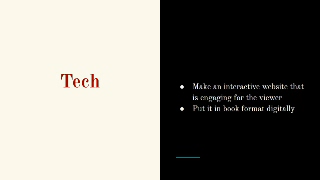 Tech
● Make an interactive website that
is engaging for the viewer
● Put it in book format digitally